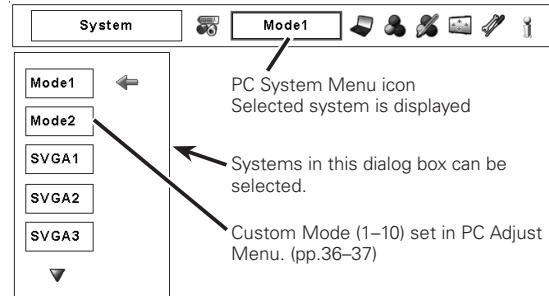 System
Mode1
PC System Menu icon
Selected system is displayed
Mode1
Mode2
SVGA1
SVGA2
SVGA3
Systems in this dialog box can be
selected.
Custom Mode (1–10) set in PC Adjust
Menu. (pp.36–37)